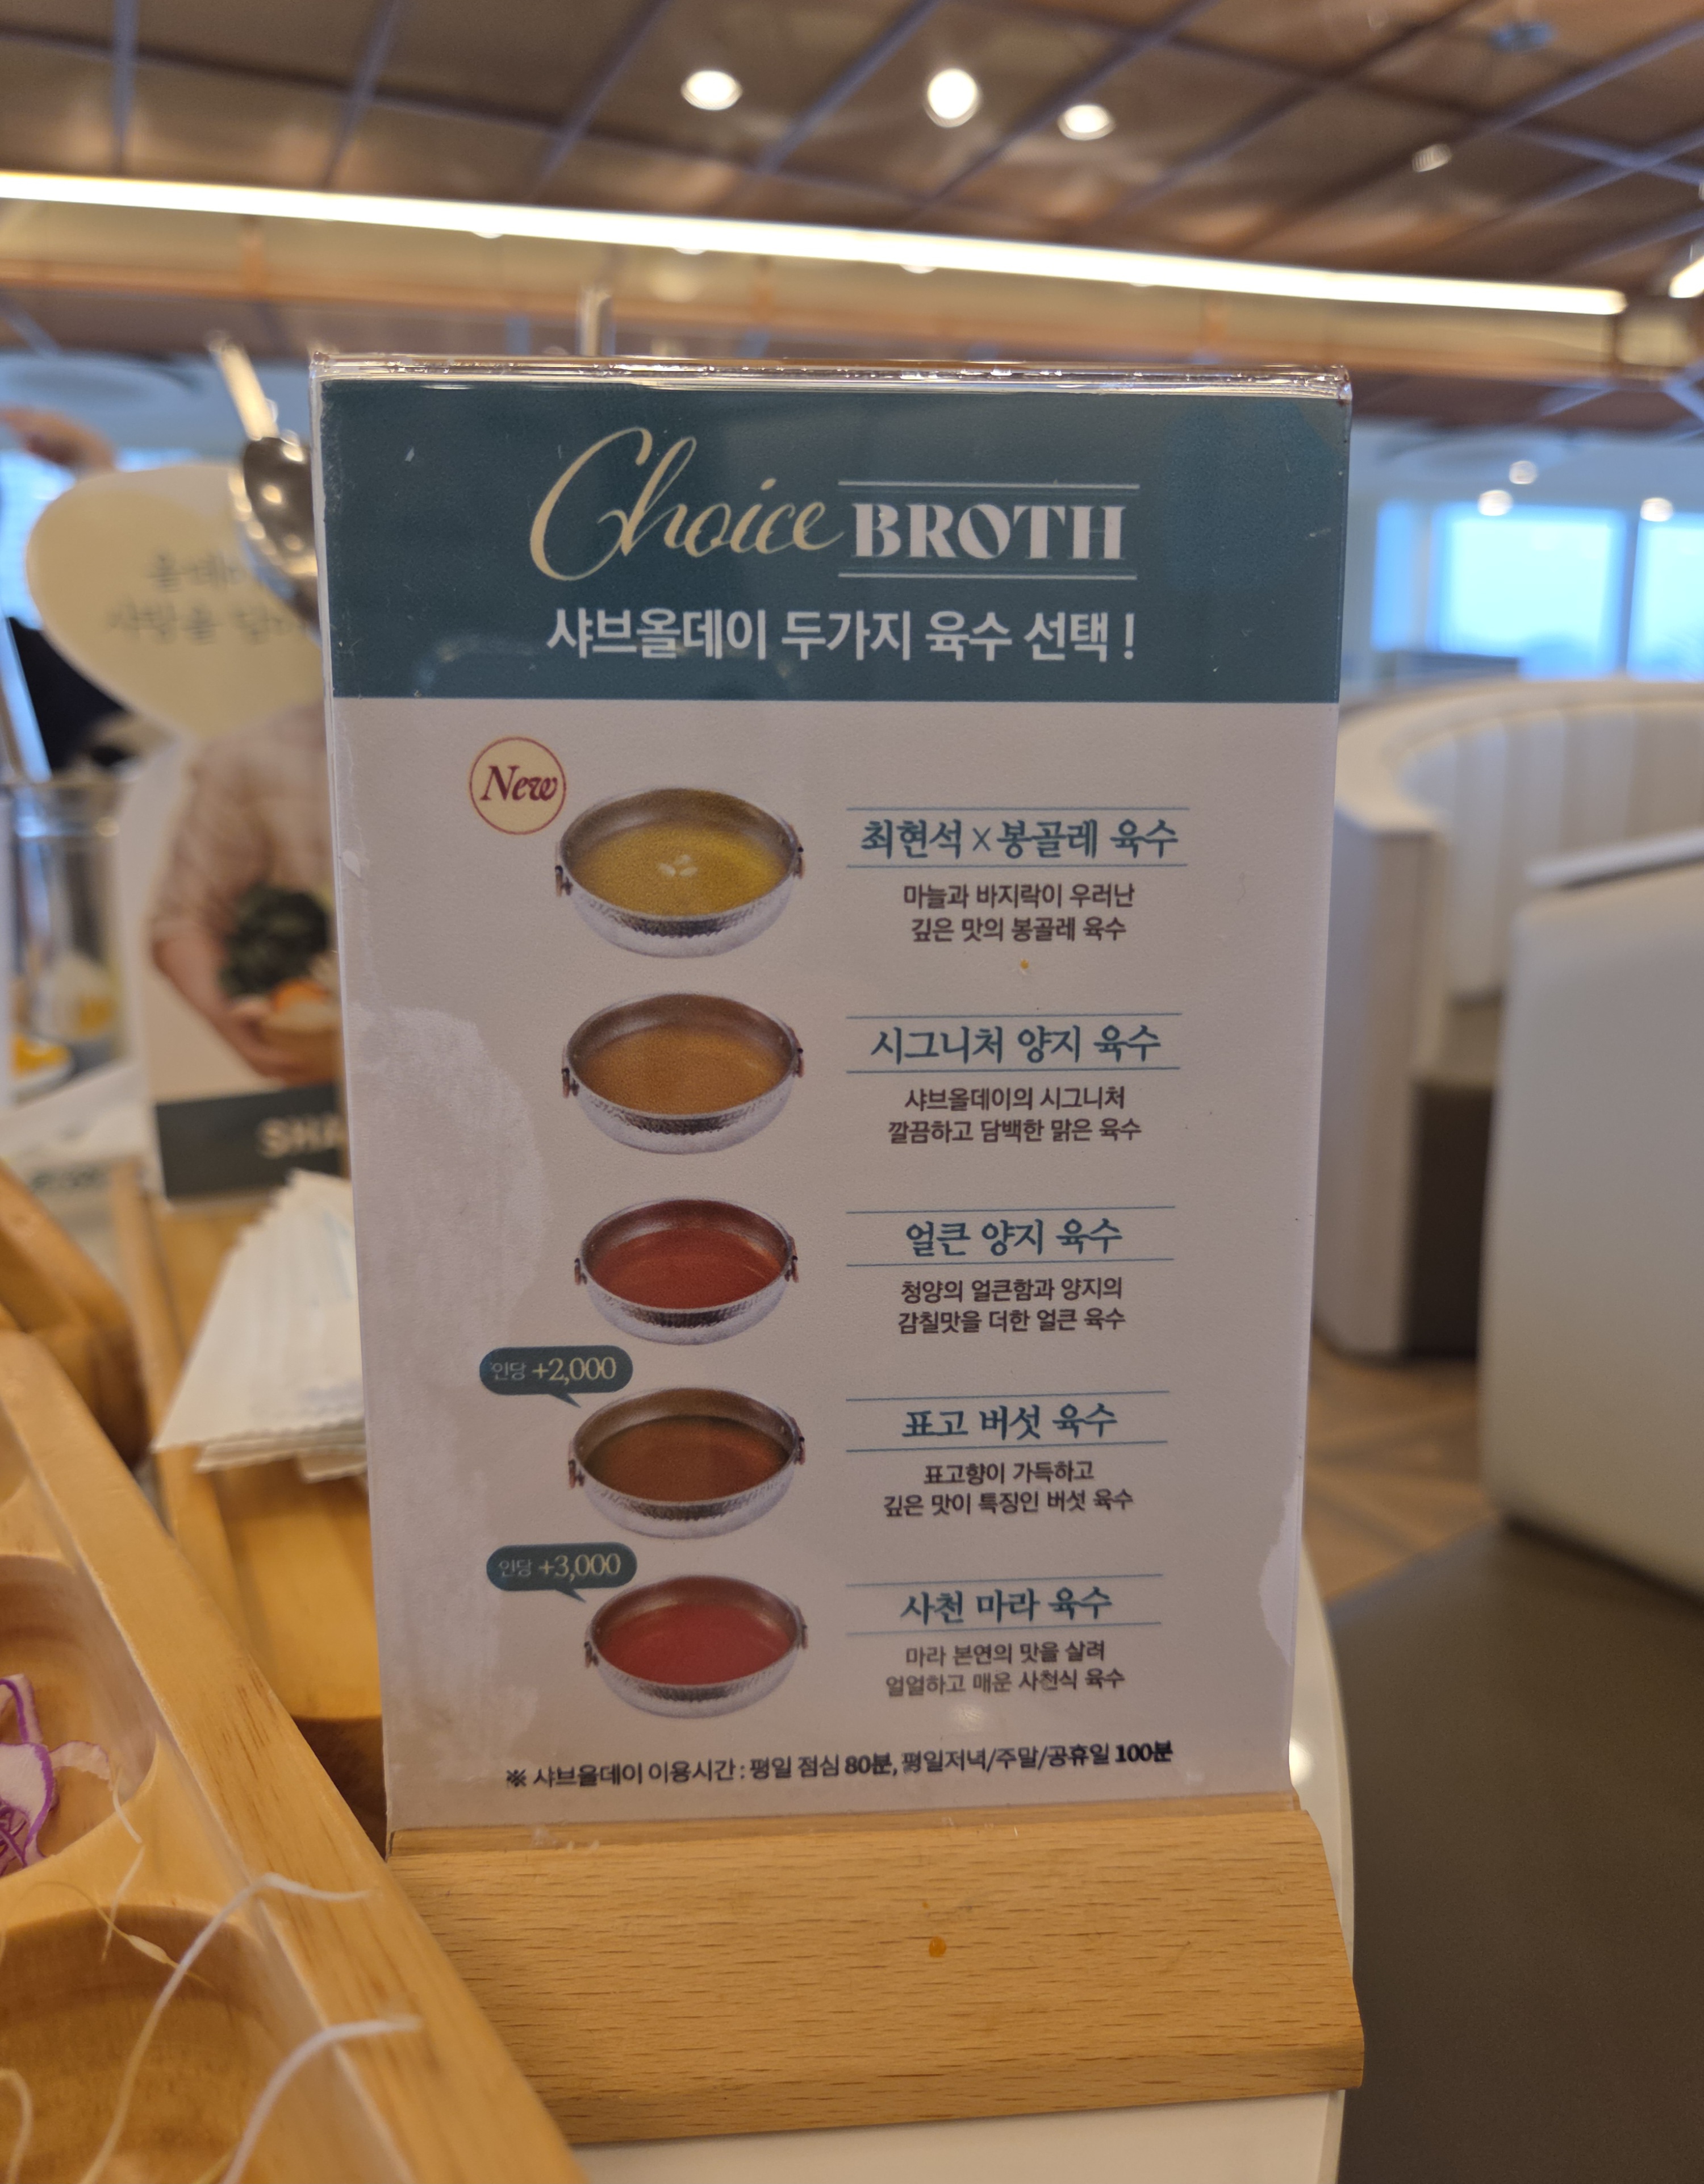 Choice BROTH
샤브올데이 두가지 육수 선택 !
New
최현석 X 봉골레 육수
마늘과 바지락이 우러난
깊은 맛의 봉골레 육수
시그니처 양지 육수
샤브올데이의 시그니처
깔끔하고 담백한 맑은 육수
얼큰 양지 육수
청양의 얼큰함과 양지의
감칠맛을 더한 얼큰 육수
인당 +2,000
표고 버섯 육수
표고향이 가득하고
깊은 맛이 특징인 버섯 육수
인당 +3,000
사천 마라 육수
마라 본연의 맛을 살려
얼얼하고 매운 사천식 육수
※ 샤브올데이 이용시간 : 평일 점심 80분, 평일저녁/주말/공휴일 100분
SHA